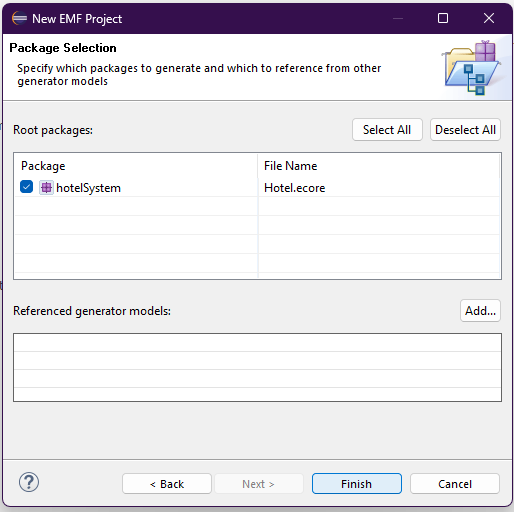 New EMF Project
Package Selection
Specify which packages to generate and which to reference from other
generator models
Root packages:
Select All
Deselect All
Package
File Name
hotelSystem
Hotel.ecore
Referenced generator models:
Add...
?
< Back
Next >
Finish
Cancel